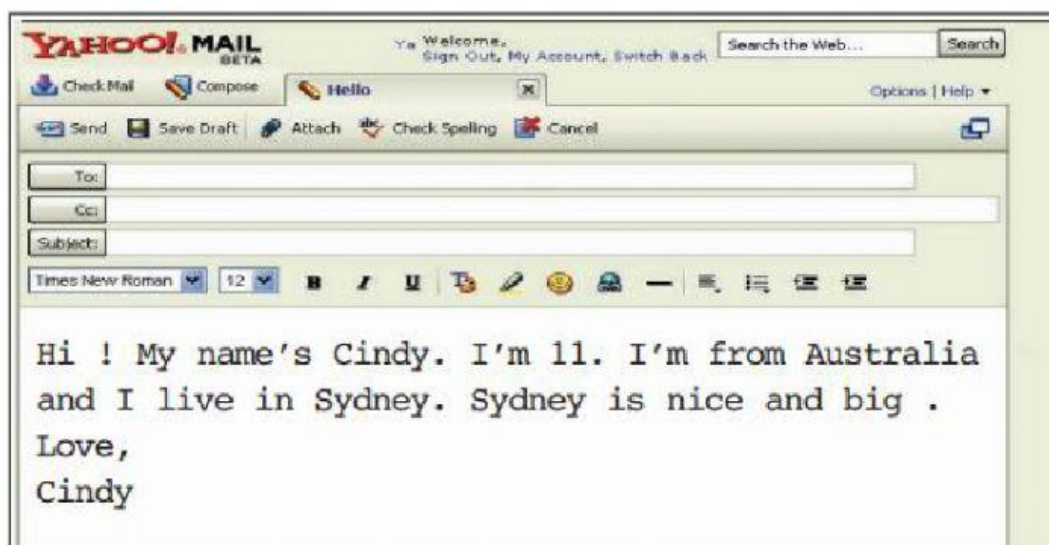 YAHOO! MAIL
BETA
Welcome,
Sign Out, My Account, Switch Back
Search the Web... Search
Check Mail Compose Hello Options | Help
Send Save Draft Attach Check Spelling Cancel
To:
Cc:
Subject:
Times New Roman 12 B I U
Hi ! My name's Cindy. I'm 11. I'm from Australia
and I live in Sydney. Sydney is nice and big .
Love,
Cindy